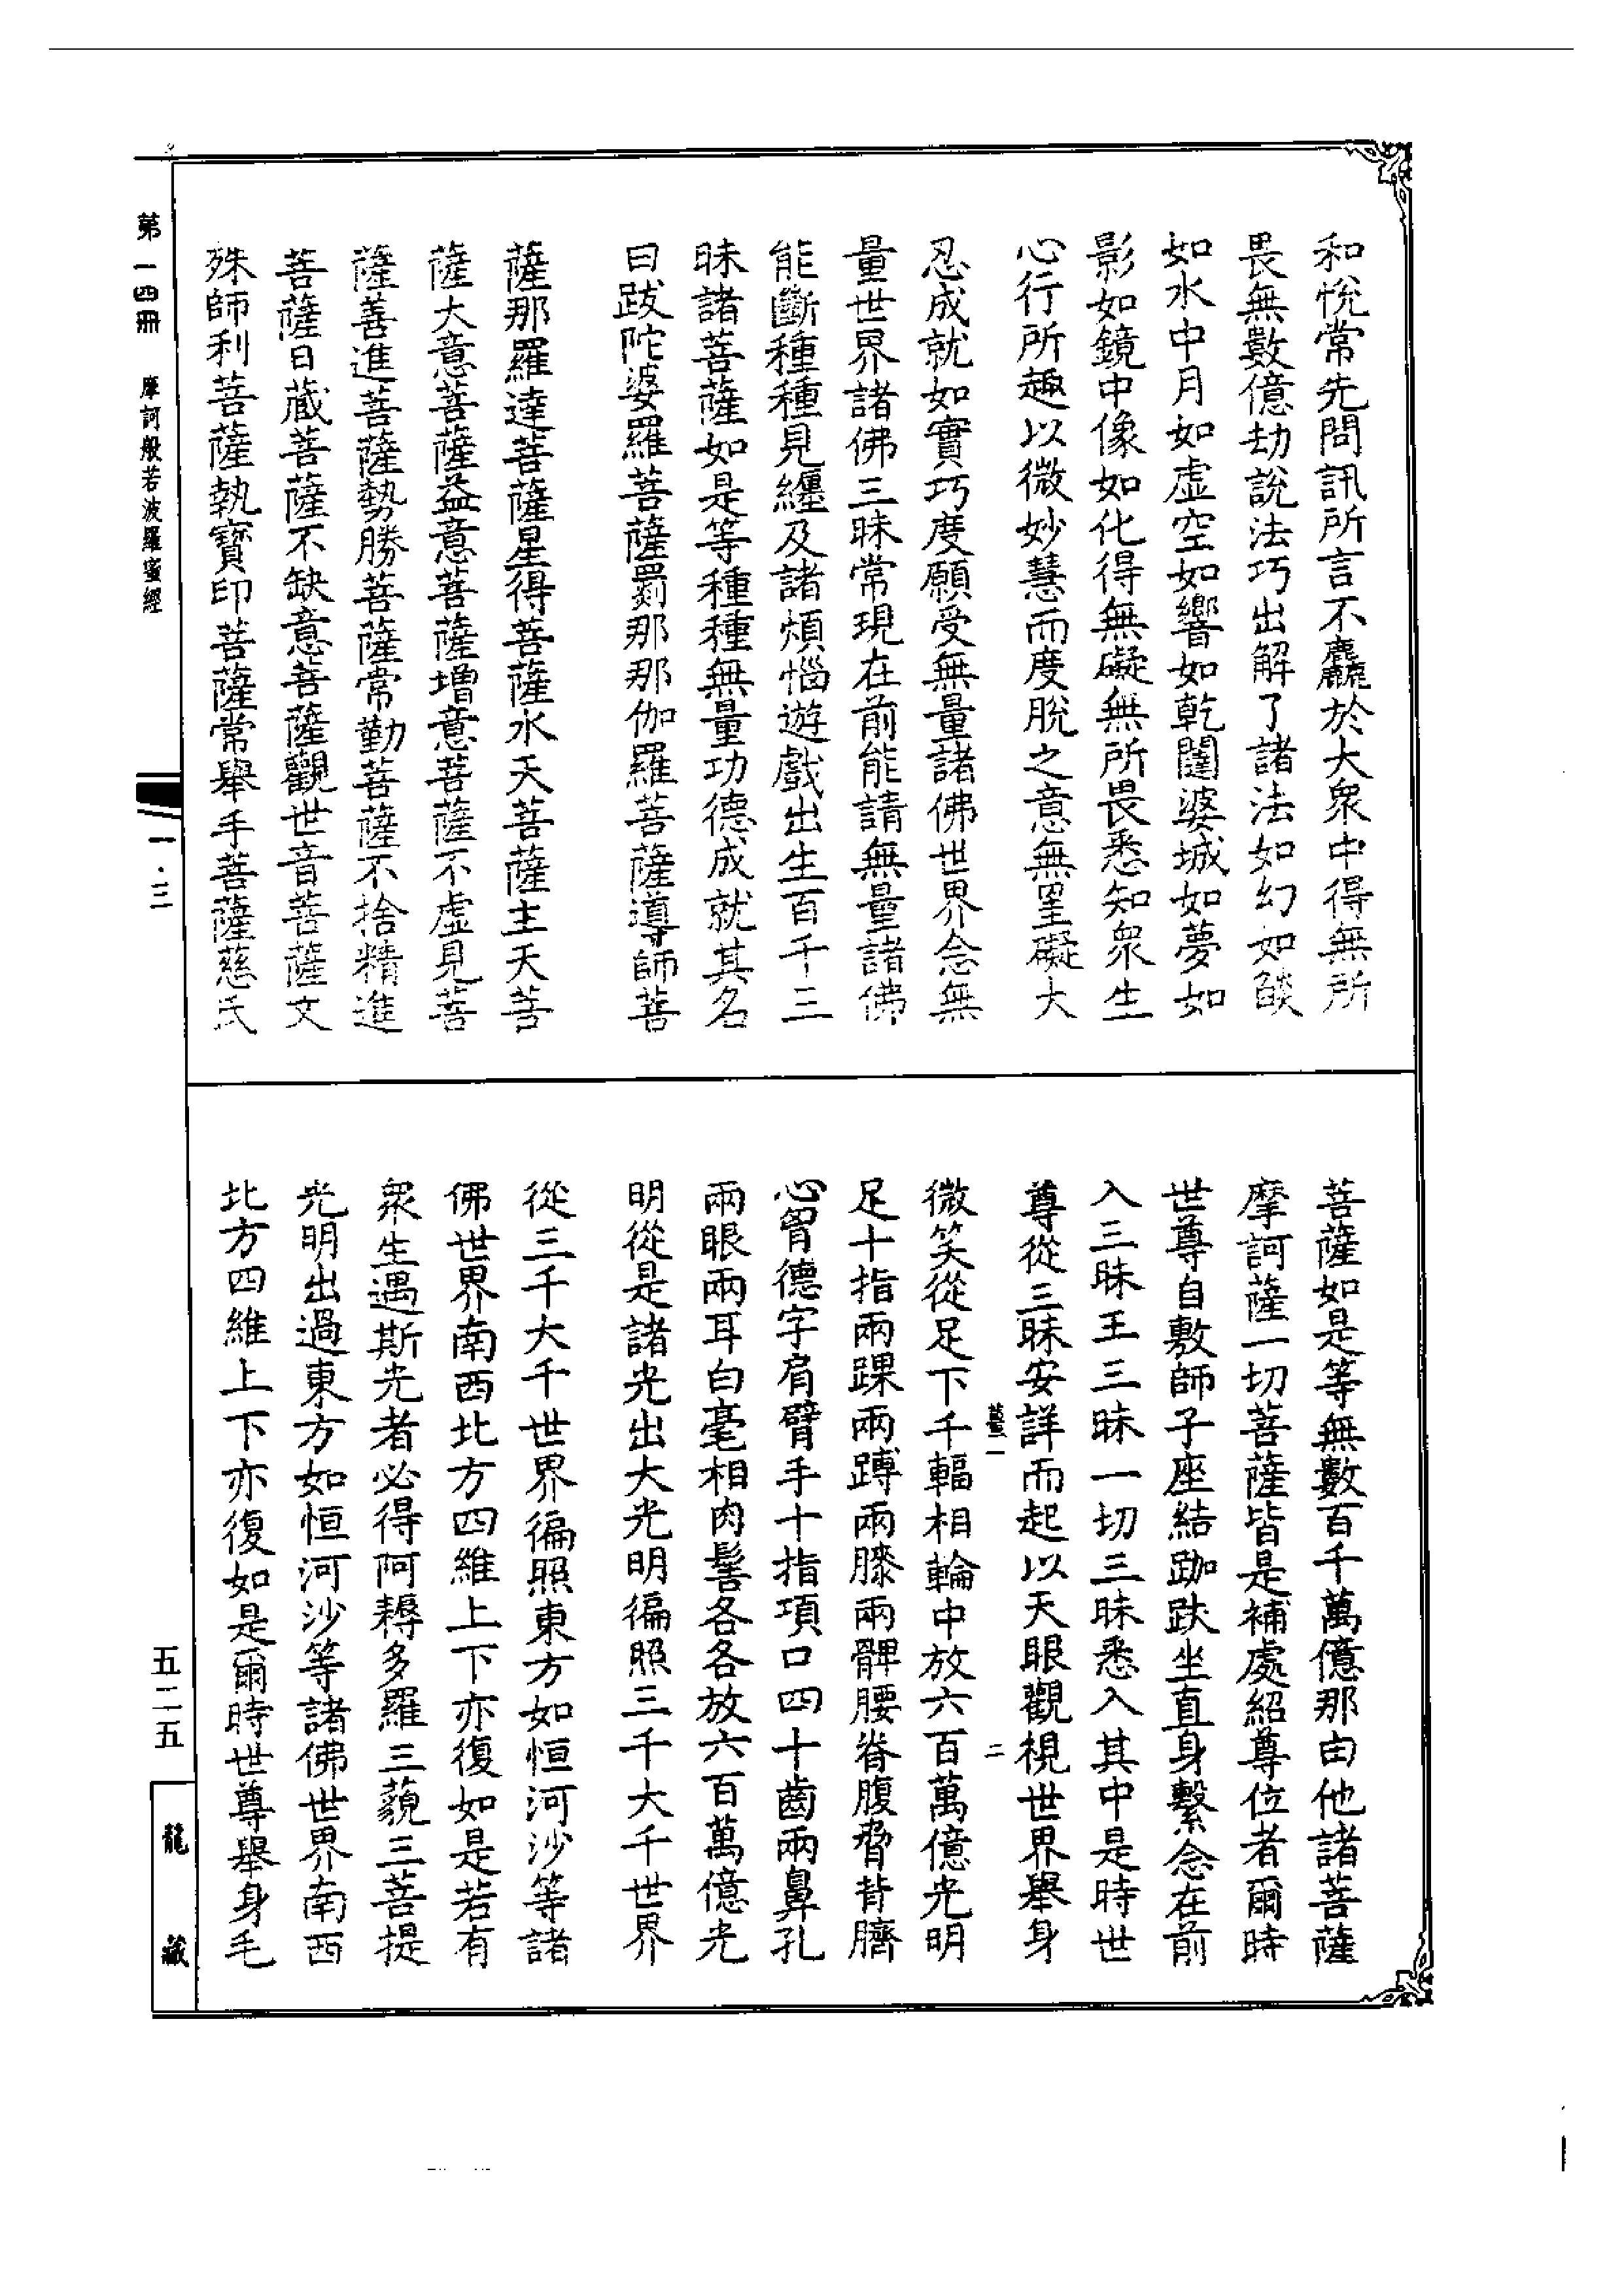 和悅常先問訊所言不麤於大衆中得無所
畏無數億劫說法巧出解了諸法如幻如𦦨
如水中月如虛空如響如乾闥婆城如夢如
影如鏡中像如化得無礙無所畏悉知衆生
心行所趣以微妙慧而度脫之意無罣礙大
忍成就如實巧度願受無量諸佛世界念無
量世界諸佛三昧常現在前能請無量諸佛
能斷種種見纏及諸煩惱遊戲出生百千三
昧諸菩薩如是等種種無量功德成就其名
曰跋陀婆羅菩薩罽那那伽羅菩薩導師菩
薩那羅達菩薩星得菩薩水天菩薩主天菩
薩大意菩薩益意菩薩增意菩薩不虛見菩
薩善進菩薩勢勝菩薩常勤菩薩不捨精進
菩薩日藏菩薩不缺意菩薩觀世音菩薩文
殊師利菩薩執寶印菩薩常舉手菩薩慈氏
菩薩如是等無數百千萬億那由他諸菩薩
摩訶薩一切菩薩皆是補處紹尊位者爾時
世尊自敷師子座結跏趺坐直身繫念在前
入三昧王三昧一切三昧悉入其中是時世
尊從三昧安詳而起以天眼觀視世界舉身
薑一 二
微笑從足下千輻相輪中放六百萬億光明
足十指兩踝兩䏝兩膝兩髀腰脊腹脅背臍
心胷德字肩臂手十指項口四十齒兩鼻孔
兩眼兩耳白毫相肉髻各各放六百萬億光
明從是諸光出大光明徧照三千大千世界
從三千大千世界徧照東方如恒河沙等諸
佛世界南西北方四維上下亦復如是若有
衆生遇斯光者必得阿耨多羅三藐三菩提
光明出過東方如恒河沙等諸佛世界南西
北方四維上下亦復如是爾時世尊舉身毛
第一四冊 摩訶般若波羅蜜經
一·三
五二五
龍藏